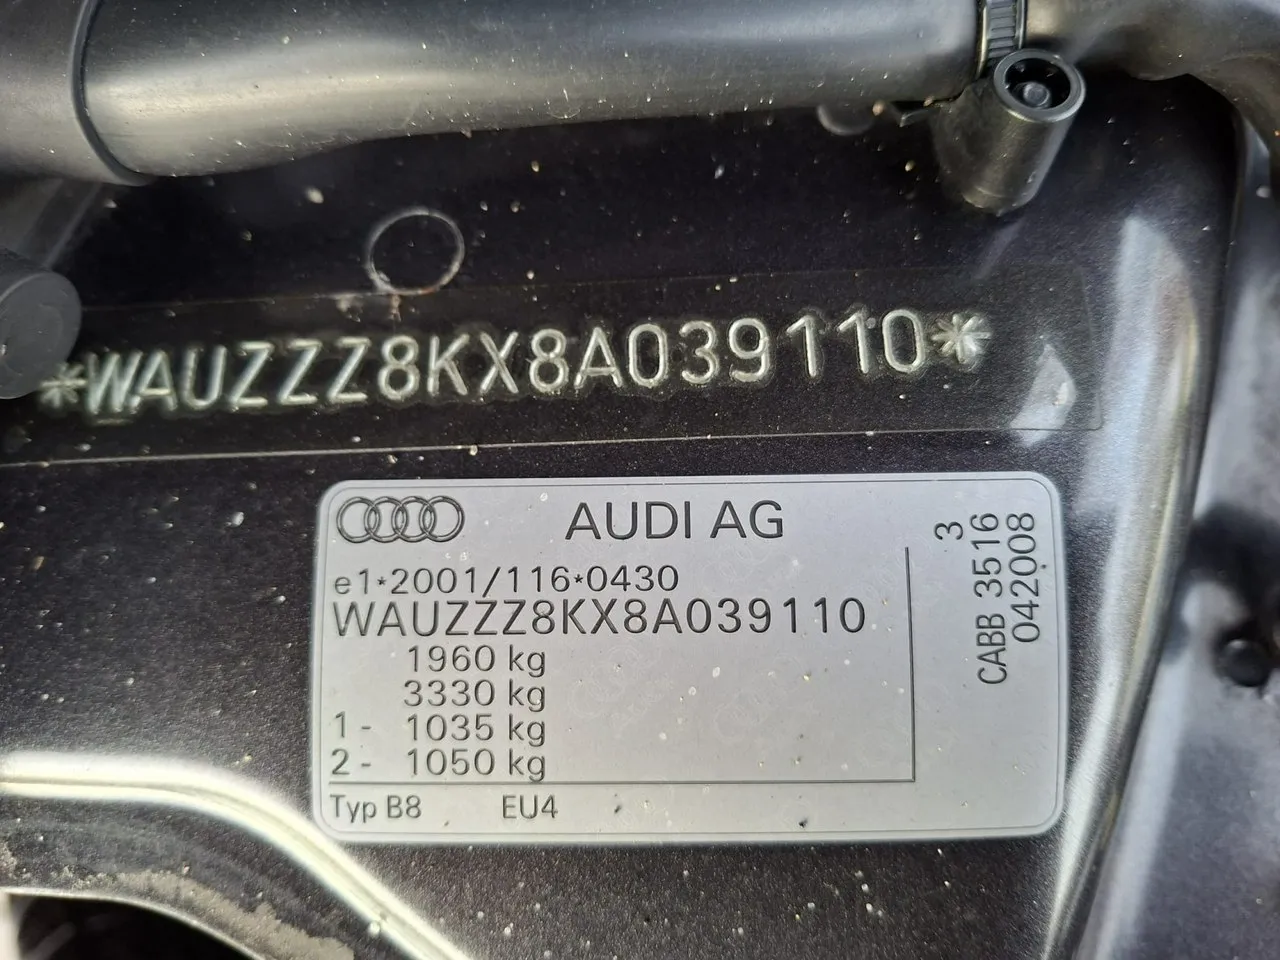 *WAUZZZ8KX8A039110*
AUDI AG
e1*2001/116*0430
WAUZZZ8KX8A039110
1960 kg
3330 kg
1- 1035 kg
2- 1050 kg
Typ B8 EU4
3
CABB 3516
042008